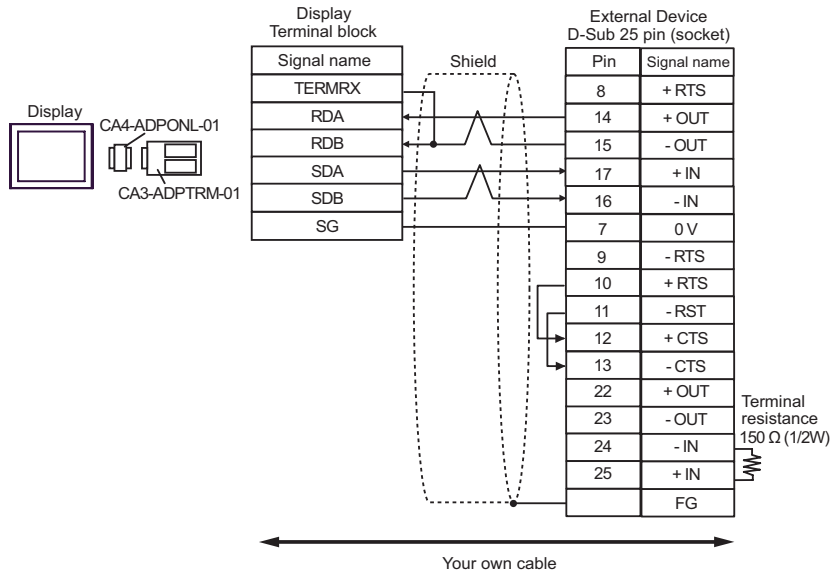 Display
Terminal block
External Device
D-Sub 25 pin (socket)
Signal name
Shield
Pin
Signal name
TERMRX
8
+ RTS
Display
CA4-ADPONL-01
RDA
14
+ OUT
RDB
15
- OUT
CA3-ADPTRM-01
SDA
17
+ IN
SDB
16
- IN
SG
7
0 V
9
- RTS
10
+ RTS
11
- RST
12
+ CTS
13
- CTS
22
+ OUT
23
- OUT
24
- IN
25
+ IN
FG
Terminal
resistance
150 Ω (1/2W)
Your own cable